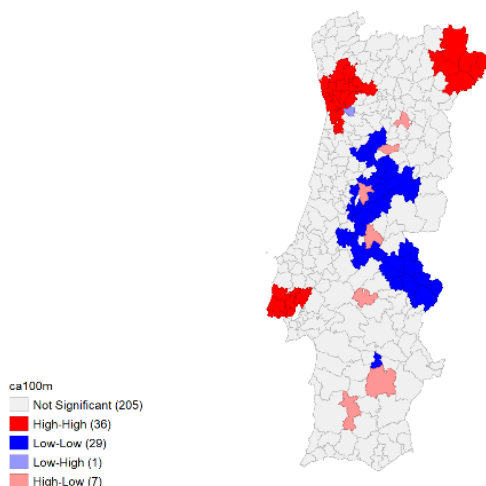 ca100m
Not Significant (205)
High-High (36)
Low-Low (29)
Low-High (1)
High-Low (7)